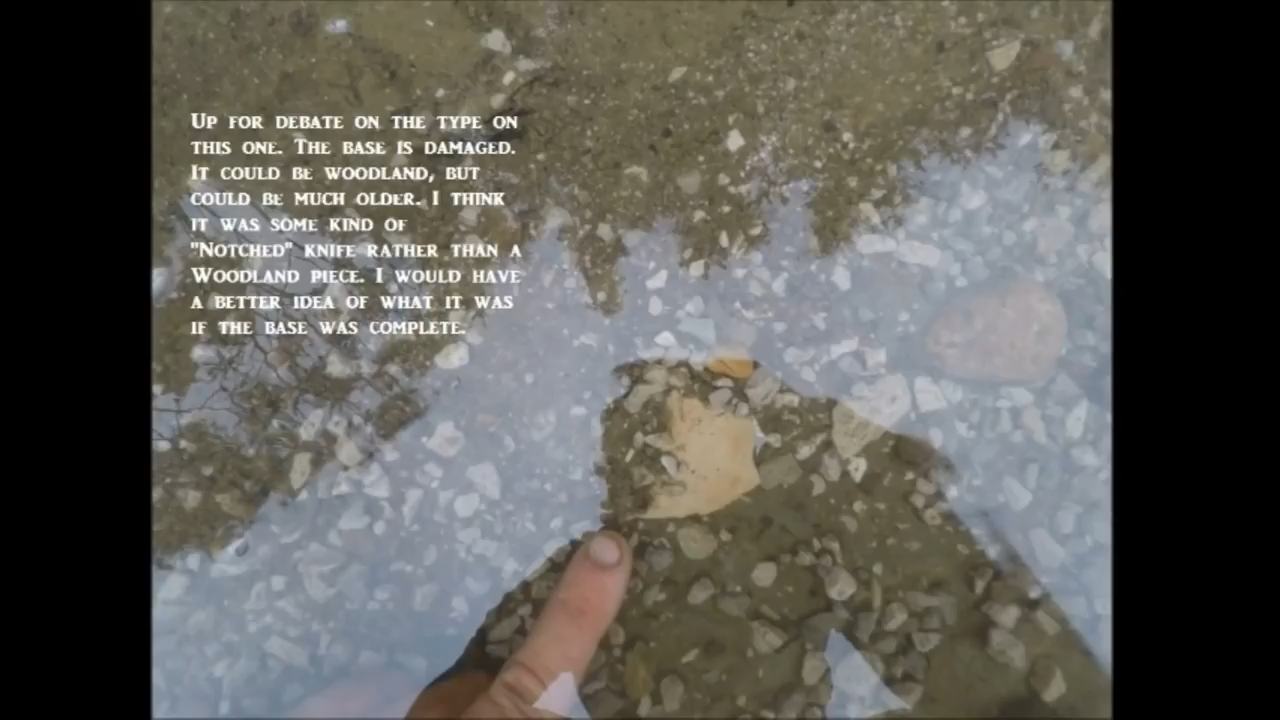 Up for debate on the type on
this one. The base is damaged.
It could be woodland, but
could be much older. I think
it was some kind of
"Notched" knife rather than a
Woodland piece. I would have
a better idea of what it was
if the base was complete.